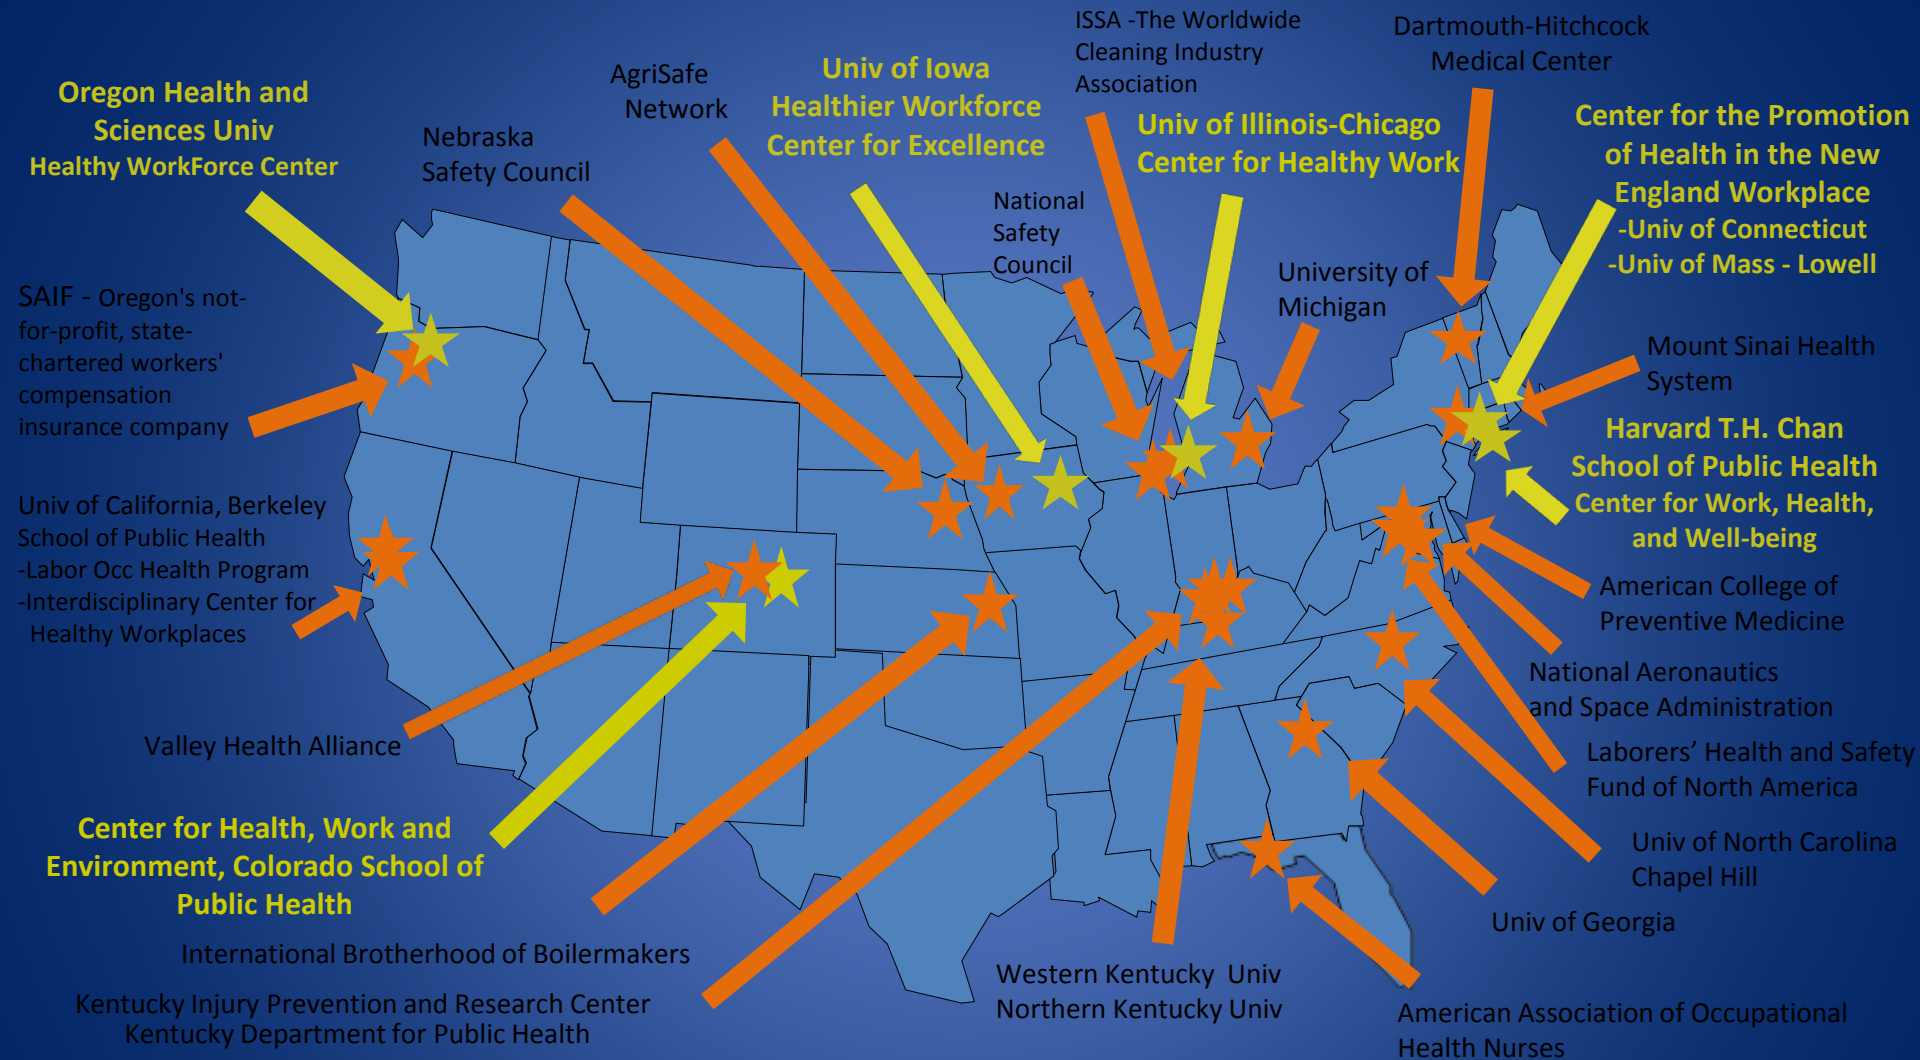 Oregon Health and
Sciences Univ
Healthy WorkForce Center
Nebraska
Safety Council
AgriSafe
Network
Univ of Iowa
Healthier Workforce
Center for Excellence
ISSA -The Worldwide
Cleaning Industry
Association
Univ of Illinois-Chicago
Center for Healthy Work
Dartmouth-Hitchcock
Medical Center
Center for the Promotion
of Health in the New
England Workplace
-Univ of Connecticut
-Univ of Mass - Lowell
National
Safety
Council
University of
Michigan
SAIF - Oregon's not-
for-profit, state-
chartered workers'
compensation
insurance company
Mount Sinai Health
System
Harvard T.H. Chan
School of Public Health
Center for Work, Health,
and Well-being
Univ of California, Berkeley
School of Public Health
-Labor Occ Health Program
-Interdisciplinary Center for
Healthy Workplaces
American College of
Preventive Medicine
National Aeronautics
and Space Administration
Valley Health Alliance
Laborers’ Health and Safety
Fund of North America
Center for Health, Work and
Environment, Colorado School of
Public Health
Univ of North Carolina
Chapel Hill
Univ of Georgia
International Brotherhood of Boilermakers
Kentucky Injury Prevention and Research Center
Kentucky Department for Public Health
Western Kentucky Univ
Northern Kentucky Univ
American Association of Occupational
Health Nurses